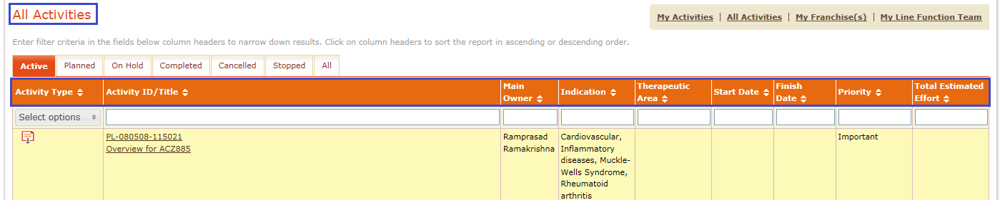 All Activities
My Activities | All Activities | My Franchise(s) | My Line Function Team
Enter filter criteria in the fields below column headers to narrow down results. Click on column headers to sort the report in ascending or descending order.
Active Planned On Hold Completed Cancelled Stopped All
Activity Type Activity ID/Title Main Owner Indication Therapeutic Area Start Date Finish Date Priority Total Estimated Effort
Select options
PL-080508-115021
Overview for ACZ885
Ramprasad
Ramakrishna
Cardiovascular,
Inflammatory
diseases, Muckle-
Wells Syndrome,
Rheumatoid
arthritis
Important